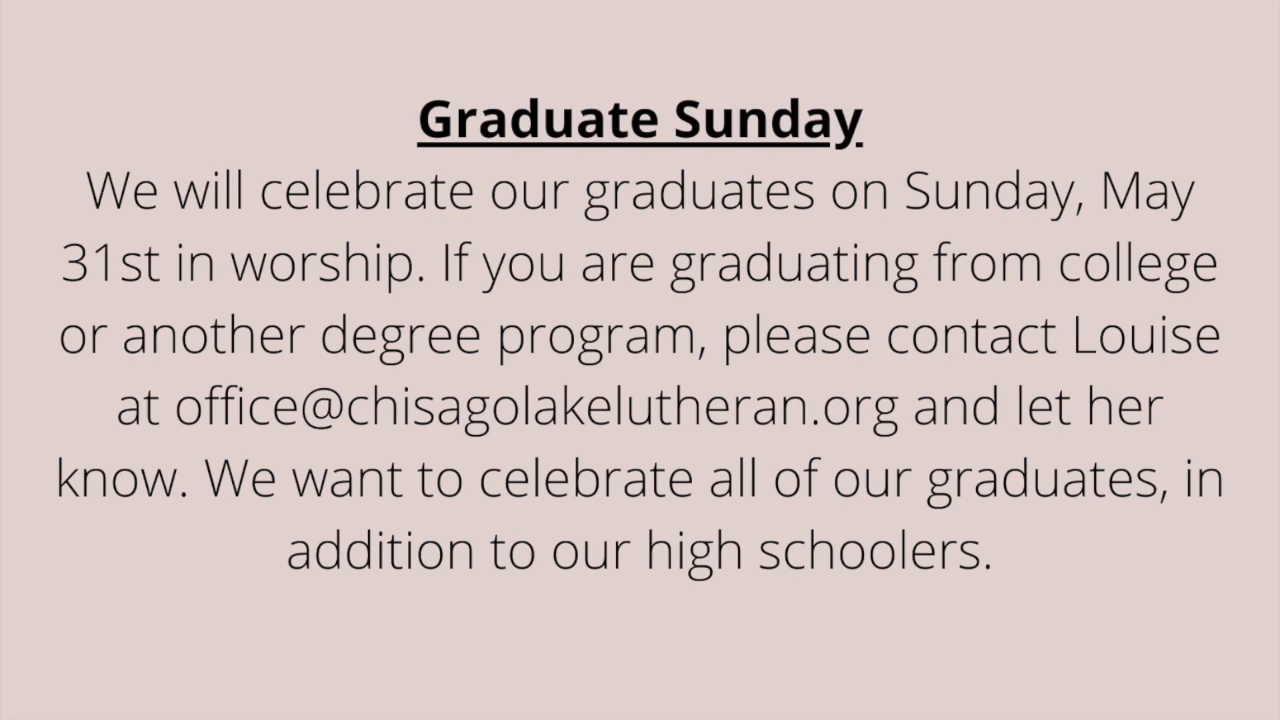 Graduate Sunday
We will celebrate our graduates on Sunday, May
31st in worship. If you are graduating from college
or another degree program, please contact Louise
at office@chisagolakelutheran.org and let her
know. We want to celebrate all of our graduates, in
addition to our high schoolers.